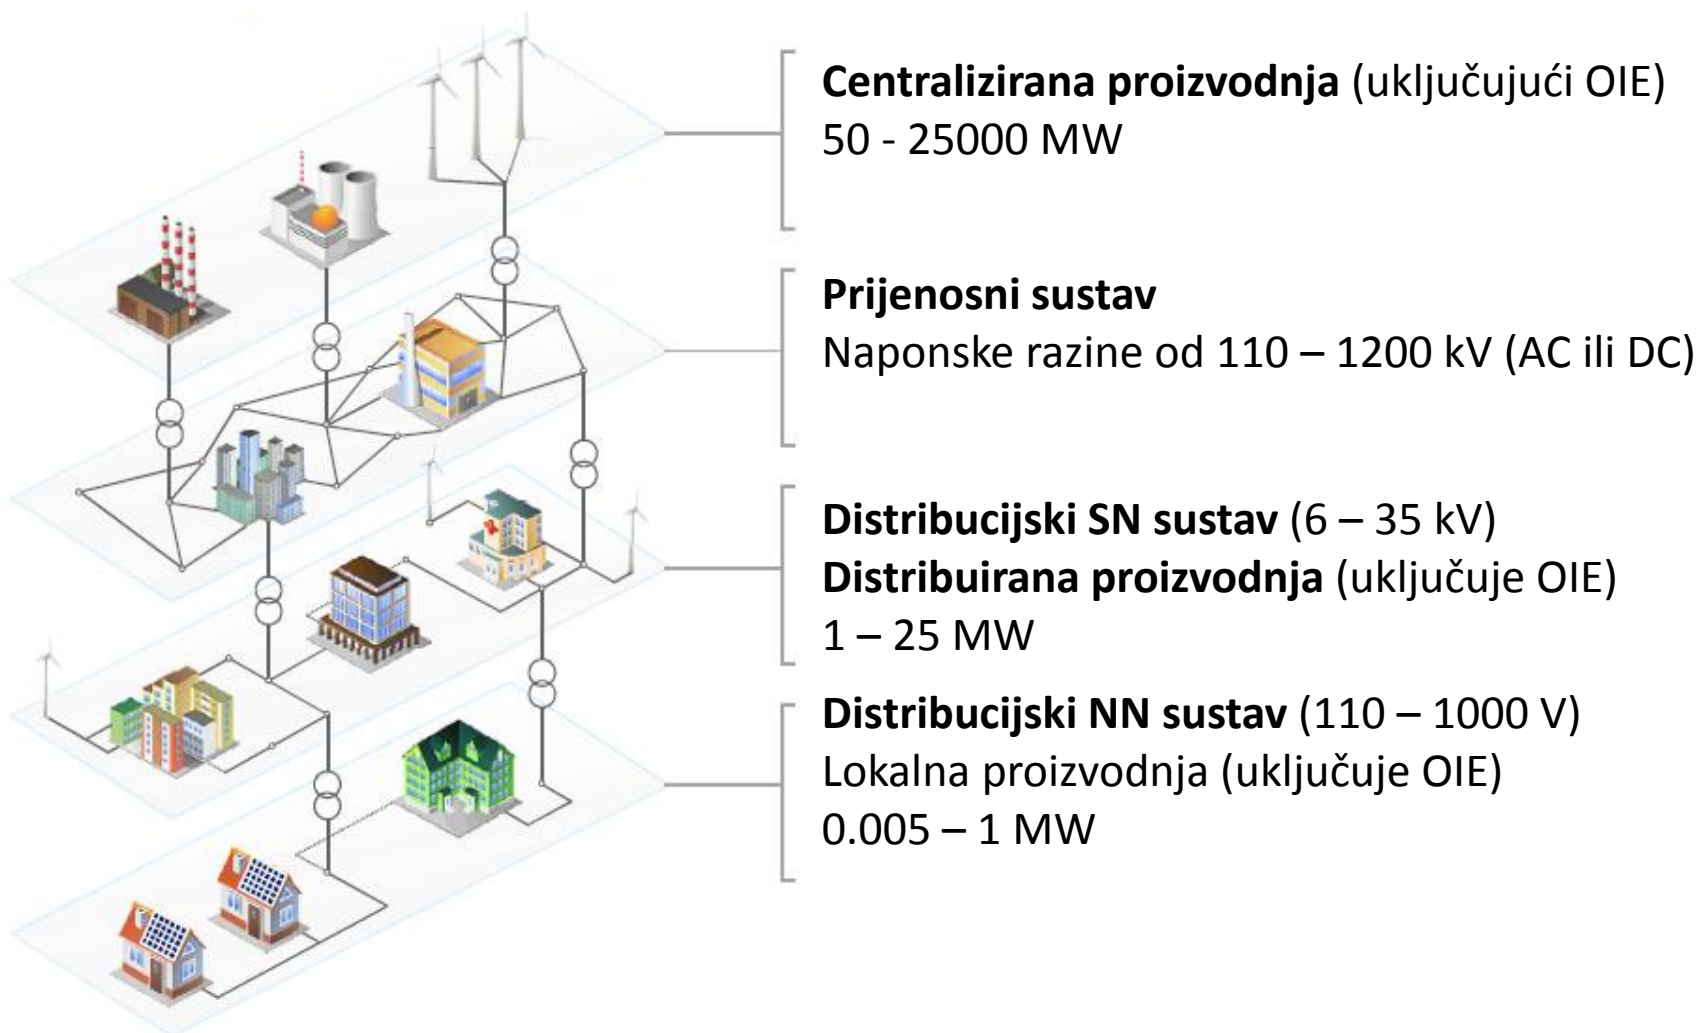 Centralizirana proizvodnja (uključujući OIE)
50 - 25000 MW
Prijenosni sustav
Naponske razine od 110 – 1200 kV (AC ili DC)
Distribucijski SN sustav (6 – 35 kV)
Distribuirana proizvodnja (uključuje OIE)
1 – 25 MW
Distribucijski NN sustav (110 – 1000 V)
Lokalna proizvodnja (uključuje OIE)
0.005 – 1 MW